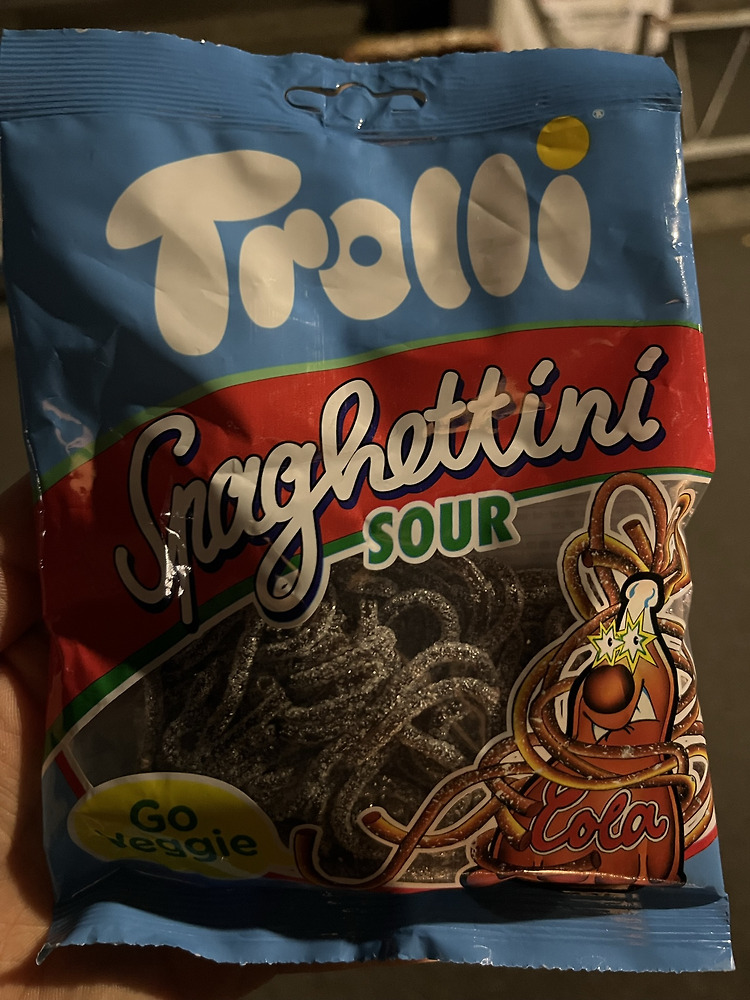 Trolli®
Spaghettini
SOUR
Go
veggie
Cola